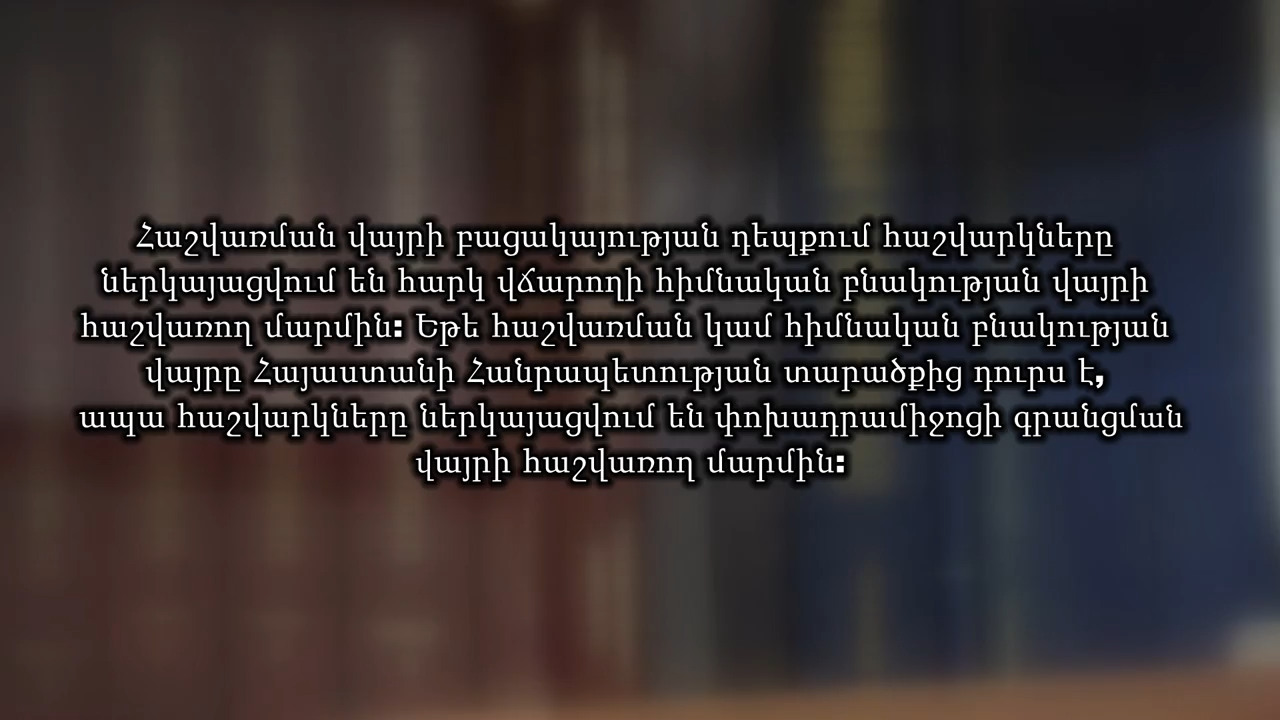 Հաշվառման վայրի բացակայության դեպքում հաշվարկները
ներկայացվում են հարկ վճարողի հիմնական բնակության վայրի
հաշվառող մարմին: Եթե հաշվառման կամ հիմնական բնակության
վայրը Հայաստանի Հանրապետության տարածքից դուրս է,
ապա հաշվարկները ներկայացվում են փոխադրամիջոցի գրանցման
վայրի հաշվառող մարմին: